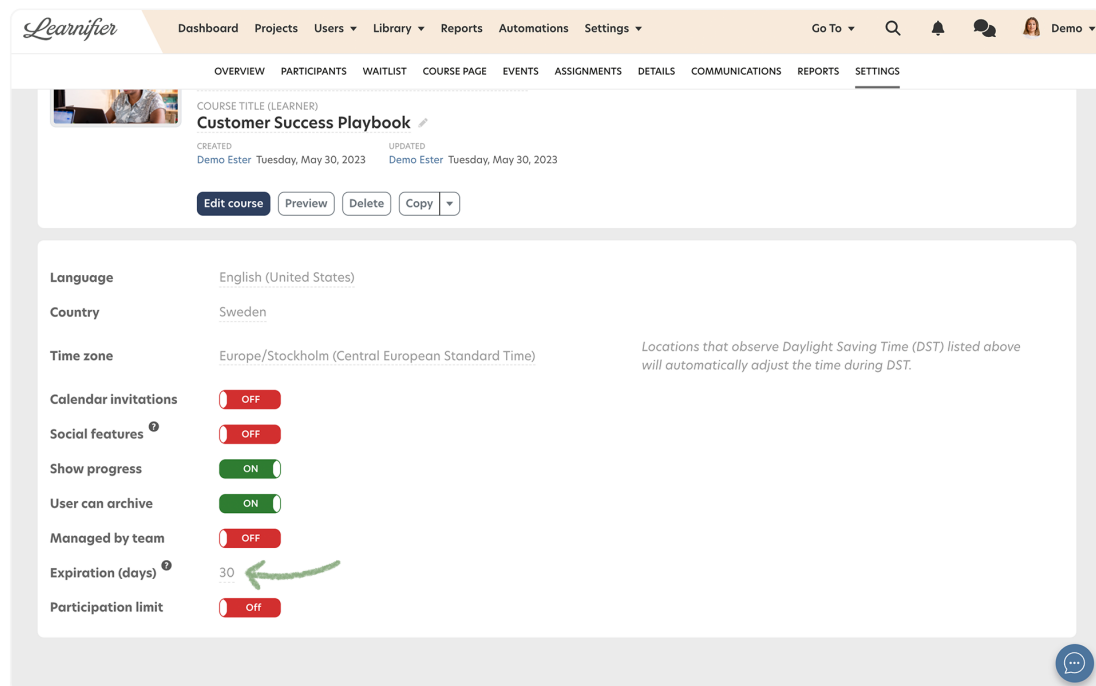 Learnifier Dashboard Projects Users Library Reports Automations Settings Go To Demo
OVERVIEW PARTICIPANTS WAITLIST COURSE PAGE EVENTS ASSIGNMENTS DETAILS COMMUNICATIONS REPORTS SETTINGS
COURSE TITLE (LEARNER)
Customer Success Playbook
CREATED UPDATED
Demo Ester Tuesday, May 30, 2023 Demo Ester Tuesday, May 30, 2023
Edit course Preview Delete Copy
Language English (United States)
Country Sweden
Time zone Europe/Stockholm (Central European Standard Time)
Locations that observe Daylight Saving Time (DST) listed above
will automatically adjust the time during DST.
Calendar invitations OFF
Social features ? OFF
Show progress ON
User can archive ON
Managed by team OFF
Expiration (days) ? 30
Participation limit Off